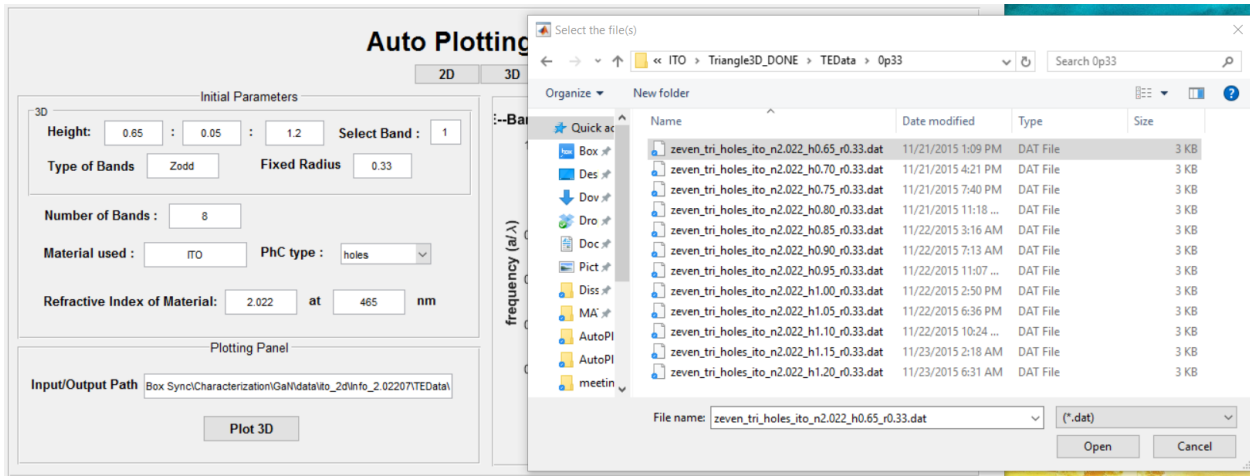 Auto Plotting
2D 3D
Initial Parameters
3D
Height: 0.65 : 0.05 : 1.2 Select Band : 1
Type of Bands Zodd Fixed Radius 0.33
Number of Bands : 8
Material used : ITO PhC type : holes
Refractive Index of Material: 2.022 at 465 nm
Plotting Panel
Input/Output Path Box Sync\Characterization\GaN\data\ito_2d\Info_2.02207\TEData\
Plot 3D
frequency (a/λ)
Select the file(s)
« ITO > Triangle3D_DONE > TEData > 0p33 Search 0p33
Organize New folder
Name Date modified Type Size
Quick ac
Box
Des
Dov
Dro
Doc
Pict
Diss
MA
AutoPl
AutoPl
meetin
zeven_tri_holes_ito_n2.022_h0.65_r0.33.dat 11/21/2015 1:09 PM DAT File 3 KB
zeven_tri_holes_ito_n2.022_h0.70_r0.33.dat 11/21/2015 4:21 PM DAT File 3 KB
zeven_tri_holes_ito_n2.022_h0.75_r0.33.dat 11/21/2015 7:40 PM DAT File 3 KB
zeven_tri_holes_ito_n2.022_h0.80_r0.33.dat 11/21/2015 11:18 ... DAT File 3 KB
zeven_tri_holes_ito_n2.022_h0.85_r0.33.dat 11/22/2015 3:16 AM DAT File 3 KB
zeven_tri_holes_ito_n2.022_h0.90_r0.33.dat 11/22/2015 7:13 AM DAT File 3 KB
zeven_tri_holes_ito_n2.022_h0.95_r0.33.dat 11/22/2015 11:07 ... DAT File 3 KB
zeven_tri_holes_ito_n2.022_h1.00_r0.33.dat 11/22/2015 2:50 PM DAT File 3 KB
zeven_tri_holes_ito_n2.022_h1.05_r0.33.dat 11/22/2015 6:36 PM DAT File 3 KB
zeven_tri_holes_ito_n2.022_h1.10_r0.33.dat 11/22/2015 10:24 ... DAT File 3 KB
zeven_tri_holes_ito_n2.022_h1.15_r0.33.dat 11/23/2015 2:18 AM DAT File 3 KB
zeven_tri_holes_ito_n2.022_h1.20_r0.33.dat 11/23/2015 6:31 AM DAT File 3 KB
File name: zeven_tri_holes_ito_n2.022_h0.65_r0.33.dat (*.dat)
Open Cancel